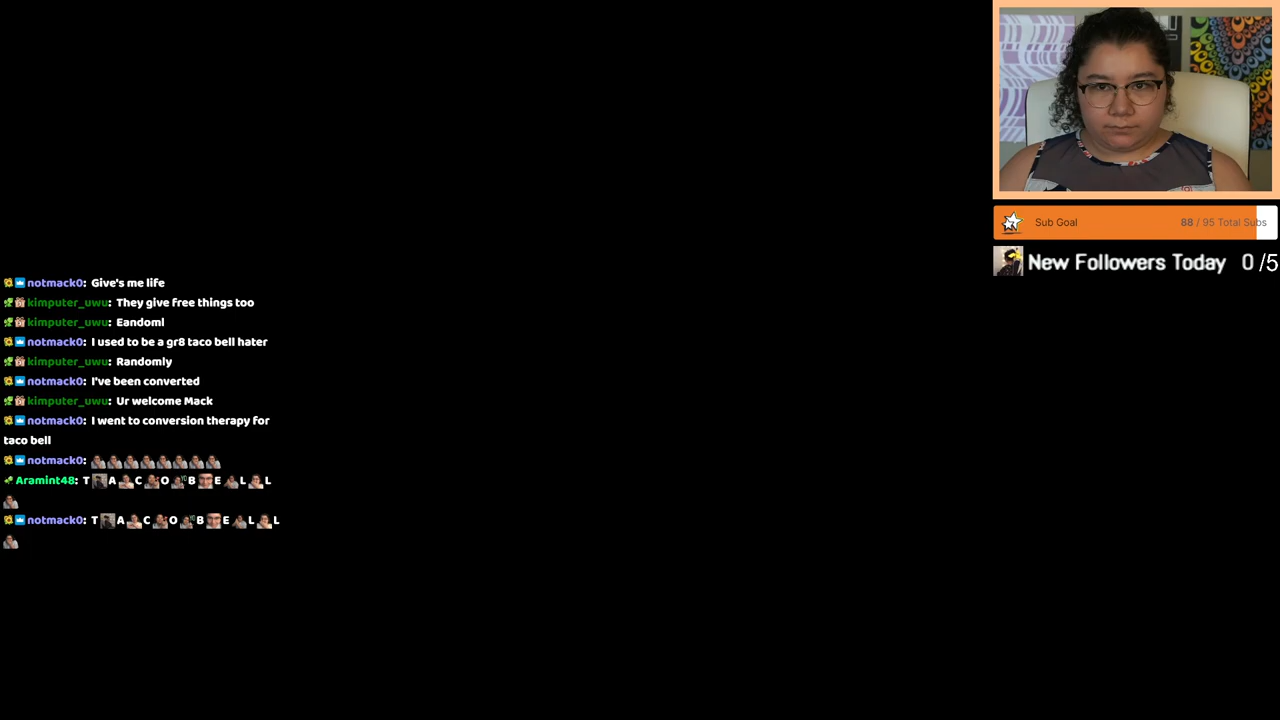 Sub Goal 88 / 95 Total Subs
New Followers Today 0 /5
notmack0: Give's me life
kimputer_uwu: They give free things too
kimputer_uwu: Eandoml
notmack0: I used to be a gr8 taco bell hater
kimputer_uwu: Randomly
notmack0: I've been converted
kimputer_uwu: Ur welcome Mack
notmack0: I went to conversion therapy for
taco bell
notmack0:
Aramint48: T A C O B E L L
notmack0: T A C O B E L L